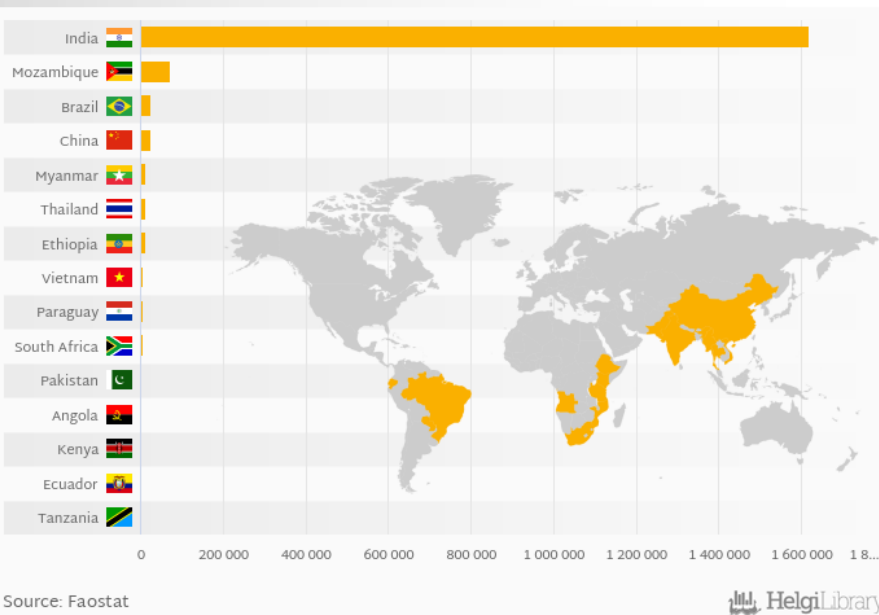 India
Mozambique
Brazil
China
Myanmar
Thailand
Ethiopia
Vietnam
Paraguay
South Africa
Pakistan
Angola
Kenya
Ecuador
Tanzania
0 200 000 400 000 600 000 800 000 1 000 000 1 200 000 1 400 000 1 600 000 1 8...
Source: Faostat HelgiLibrary